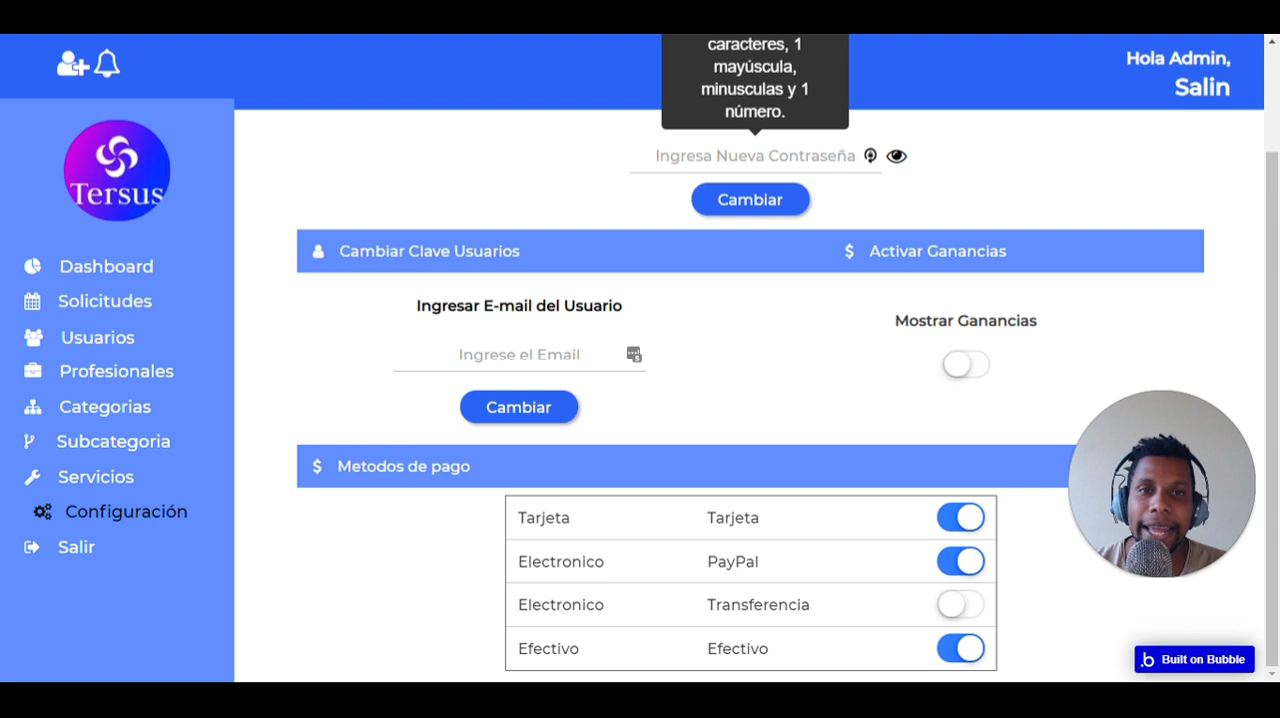 caracteres, 1
mayúscula,
minusculas y 1
número.
Hola Admin,
Salin
Tersus
Ingresa Nueva Contraseña
Cambiar
Dashboard
Solicitudes
Usuarios
Profesionales
Categorias
Subcategoria
Servicios
Configuración
Salir
Cambiar Clave Usuarios
$ Activar Ganancias
Ingresar E-mail del Usuario
Mostrar Ganancias
Ingrese el Email
Cambiar
$ Metodos de pago
Tarjeta Tarjeta
Electronico PayPal
Electronico Transferencia
Efectivo Efectivo
.b Built on Bubble